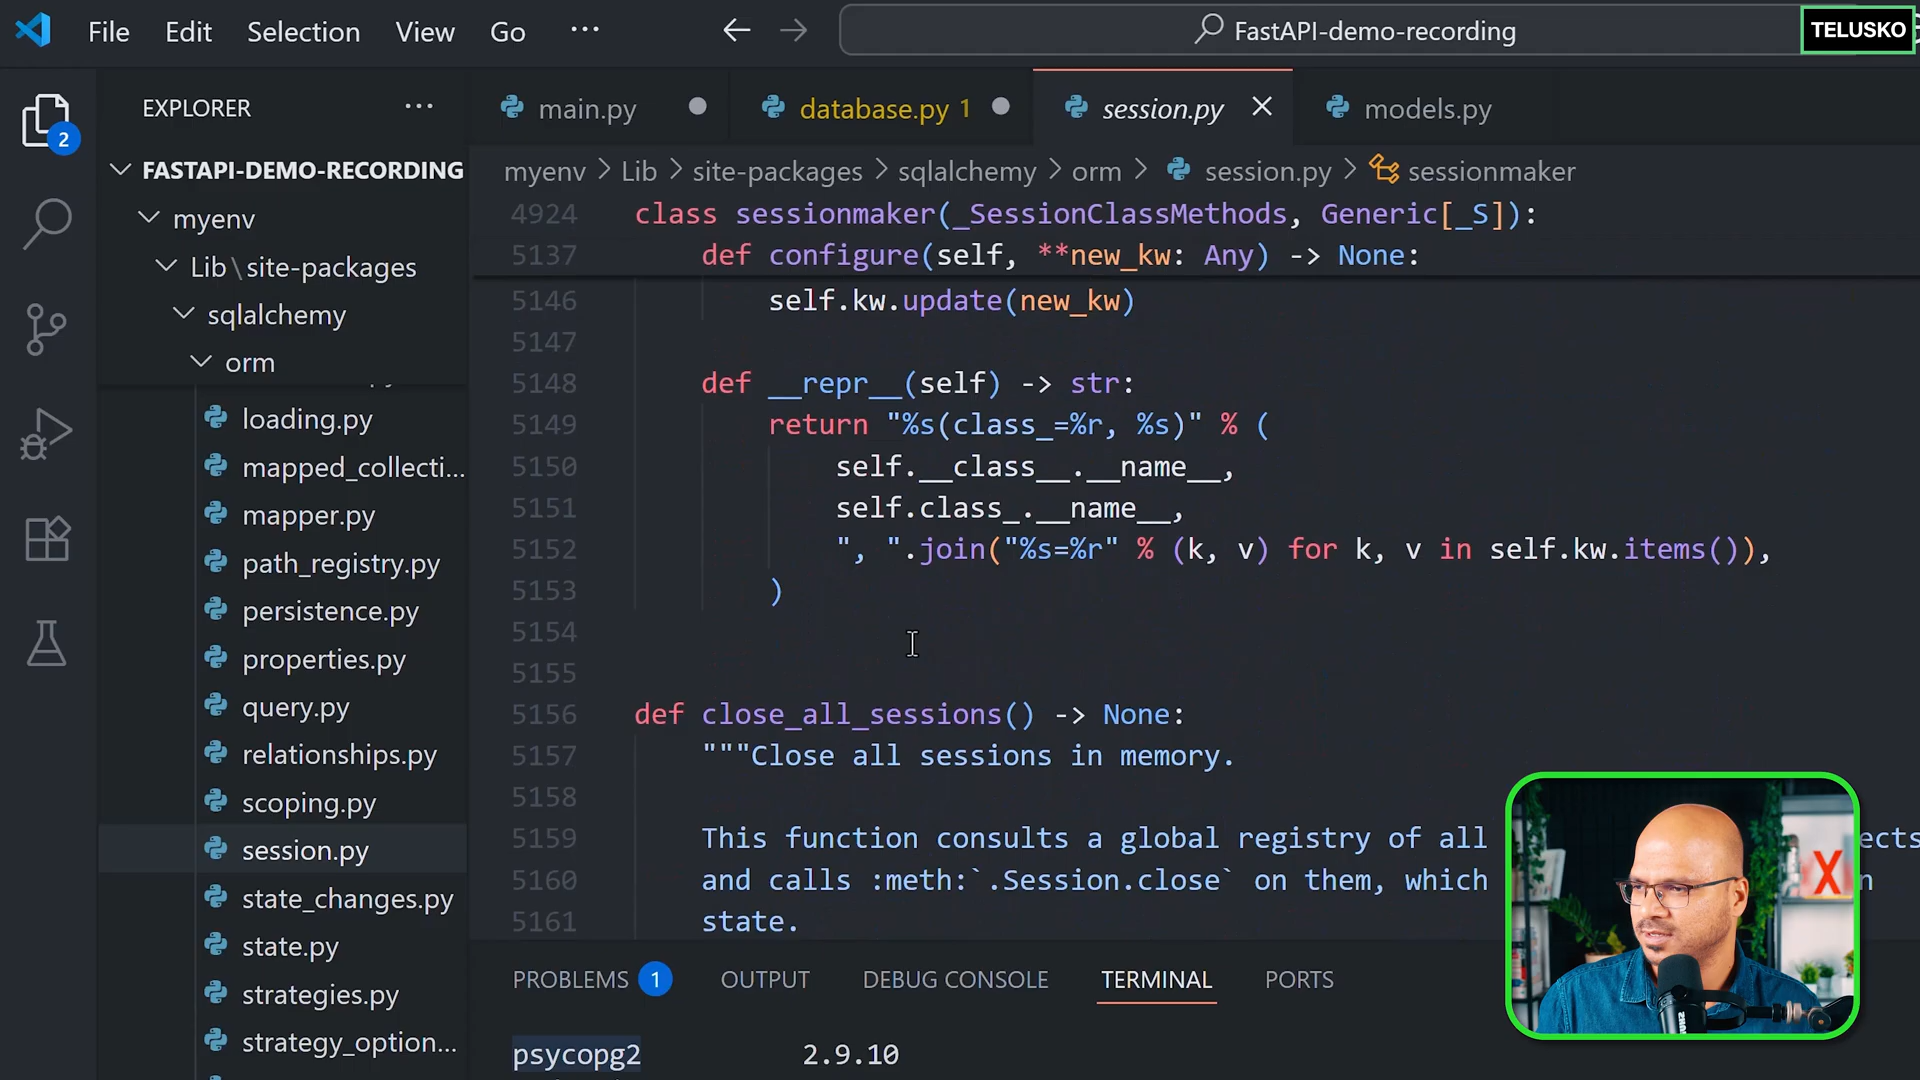 File Edit Selection View Go ...
FastAPI-demo-recording
TELUSKO
2
EXPLORER ...
main.py
database.py 1
session.py
models.py
FASTAPI-DEMO-RECORDING
myenv > Lib > site-packages > sqlalchemy > orm > session.py > sessionmaker
myenv
Lib\site-packages
sqlalchemy
orm
loading.py
mapped_collecti...
mapper.py
path_registry.py
persistence.py
properties.py
query.py
relationships.py
scoping.py
session.py
state_changes.py
state.py
strategies.py
strategy_option...
4924 class sessionmaker(_SessionClassMethods, Generic[_S]):
5137 def configure(self, **new_kw: Any) -> None:
5146 self.kw.update(new_kw)
5147
5148 def __repr__(self) -> str:
5149 return "%s(class_=%r, %s)" % (
5150 self.__class__.__name__,
5151 self.class_.__name__,
5152 ", ".join("%s=%r" % (k, v) for k, v in self.kw.items()),
5153 )
5154
5155
5156 def close_all_sessions() -> None:
5157 """Close all sessions in memory.
5158
5159 This function consults a global registry of all ects
5160 and calls :meth:`.Session.close` on them, which n
5161 state.
PROBLEMS 1 OUTPUT DEBUG CONSOLE TERMINAL PORTS
psycopg2 2.9.10